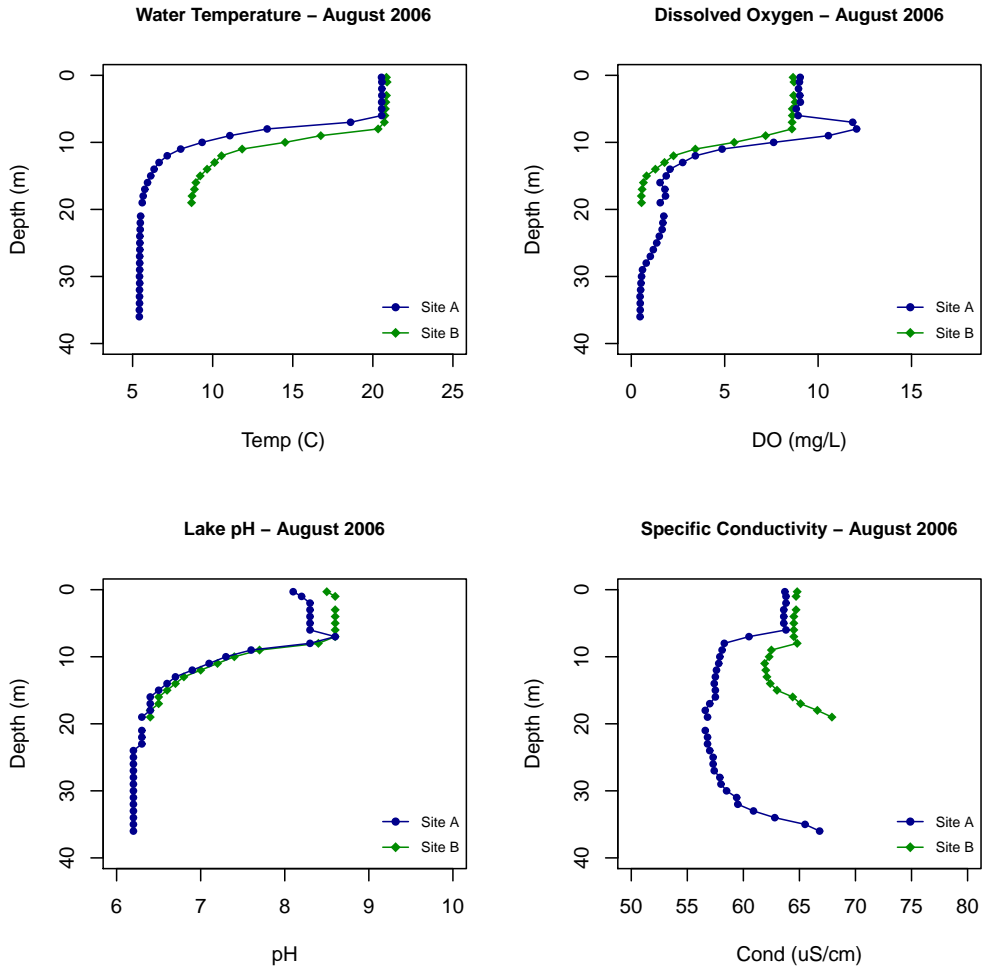 Water Temperature – August 2006
0
10
20
30
40
Depth (m)
Site A
Site B
5 10 15 20 25
Temp (C)
Dissolved Oxygen – August 2006
0
10
20
30
40
Depth (m)
Site A
Site B
0 5 10 15
DO (mg/L)
Lake pH – August 2006
0
10
20
30
40
Depth (m)
Site A
Site B
6 7 8 9 10
pH
Specific Conductivity – August 2006
0
10
20
30
40
Depth (m)
Site A
Site B
50 55 60 65 70 75 80
Cond (uS/cm)